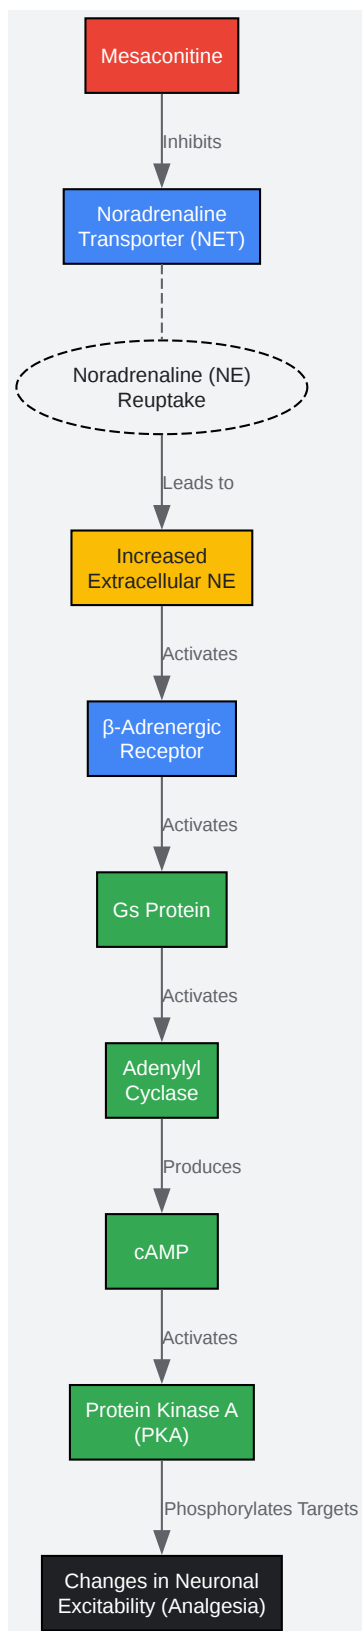 Mesaconitine
Inhibits
Noradrenaline
Transporter (NET)
Noradrenaline (NE)
Reuptake
Leads to
Increased
Extracellular NE
Activates
β-Adrenergic
Receptor
Activates
Gs Protein
Activates
Adenylyl
Cyclase
Produces
cAMP
Activates
Protein Kinase A
(PKA)
Phosphorylates Targets
Changes in Neuronal
Excitability (Analgesia)